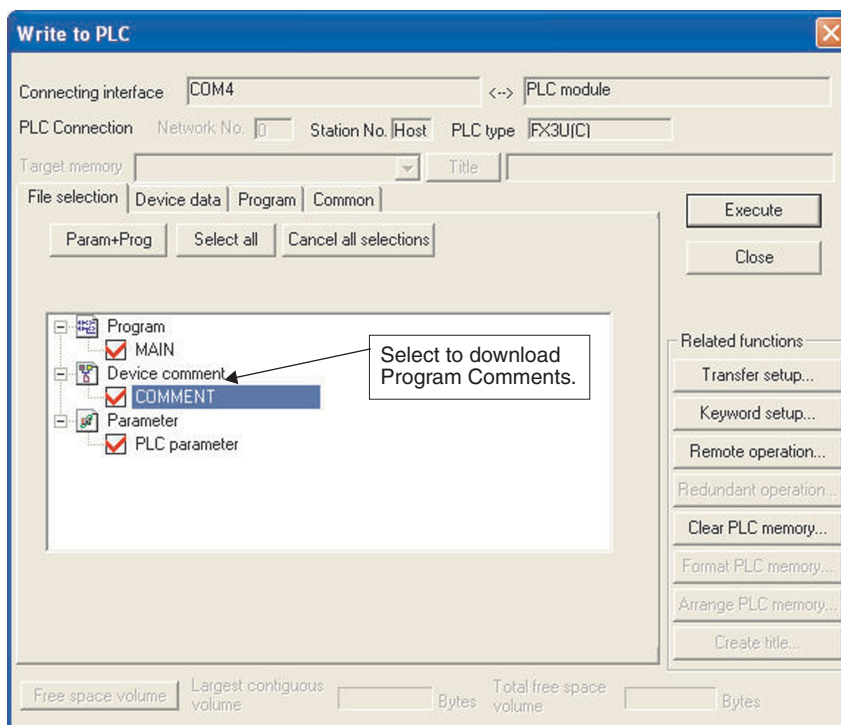 Write to PLC
Connecting interface COM4 <--> PLC module
PLC Connection Network No. 0 Station No. Host PLC type FX3U(C)
Target memory Title
File selection Device data Program Common
Execute
Param+Prog Select all Cancel all selections
Close
Program
MAIN
Device comment
COMMENT
Parameter
PLC parameter
Select to download
Program Comments.
Related functions
Transfer setup...
Keyword setup...
Remote operation...
Redundant operation...
Clear PLC memory...
Format PLC memory...
Arrange PLC memory...
Create title...
Free space volume
Largest contiguous
volume
Bytes
Total free space
volume
Bytes